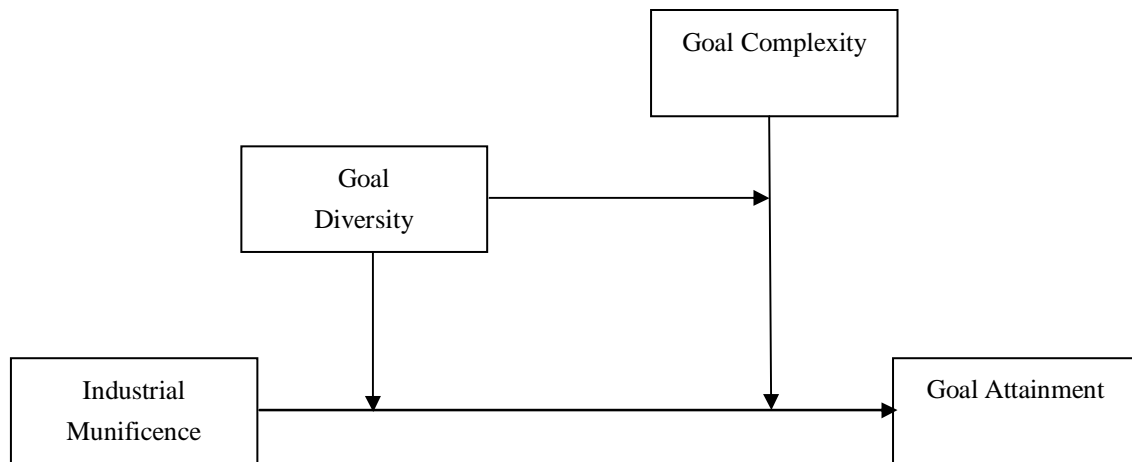 Goal Complexity
Goal
Diversity
Industrial
Munificence
Goal Attainment